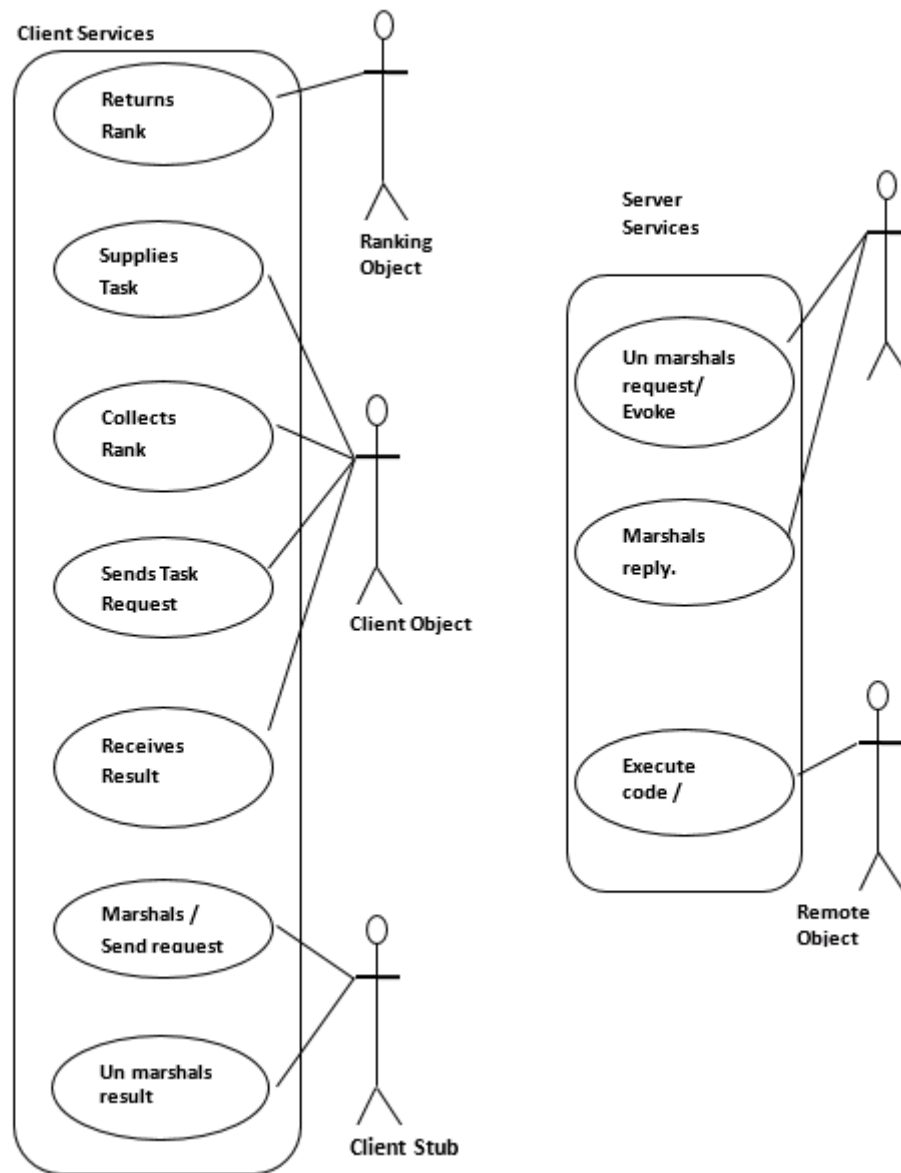 Client Services
Returns
Rank
Ranking
Object
Supplies
Task
Collects
Rank
Sends Task
Request
Client Object
Receives
Result
Marshals /
Send request
Un marshals
result
Client Stub
Server
Services
Un marshals
request/
Evoke
Marshals
reply.
Execute
code /
Remote
Object